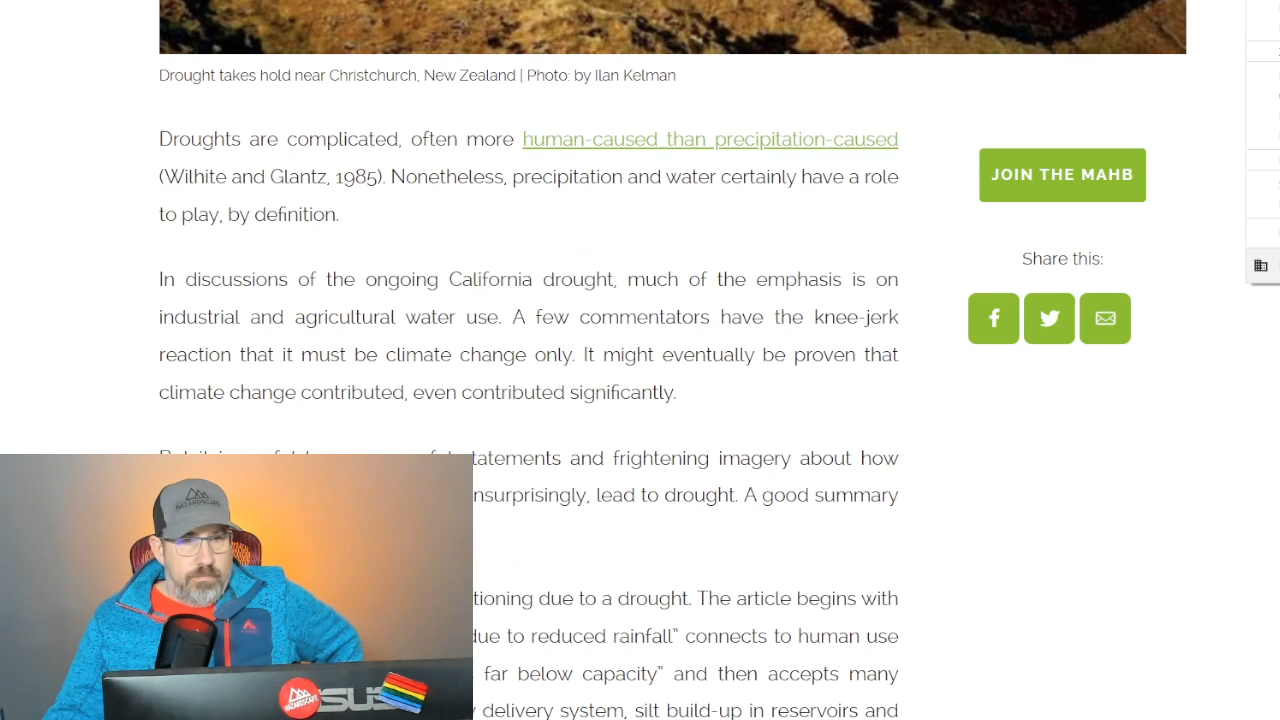 Drought takes hold near Christchurch, New Zealand | Photo: by Ilan Kelman
Droughts are complicated, often more human-caused than precipitation-caused
(Wilhite and Glantz, 1985). Nonetheless, precipitation and water certainly have a role
to play, by definition.
JOIN THE MAHB
Share this:
In discussions of the ongoing California drought, much of the emphasis is on
industrial and agricultural water use. A few commentators have the knee-jerk
reaction that it must be climate change only. It might eventually be proven that
climate change contributed, even contributed significantly.
statements and frightening imagery about how
nsurprisingly, lead to drought. A good summary
tioning due to a drought. The article begins with
due to reduced rainfall" connects to human use
far below capacity" and then accepts many
delivery system, silt build-up in reservoirs and
HAZARDSCAPE
HAZARDSCAPE
ASUS